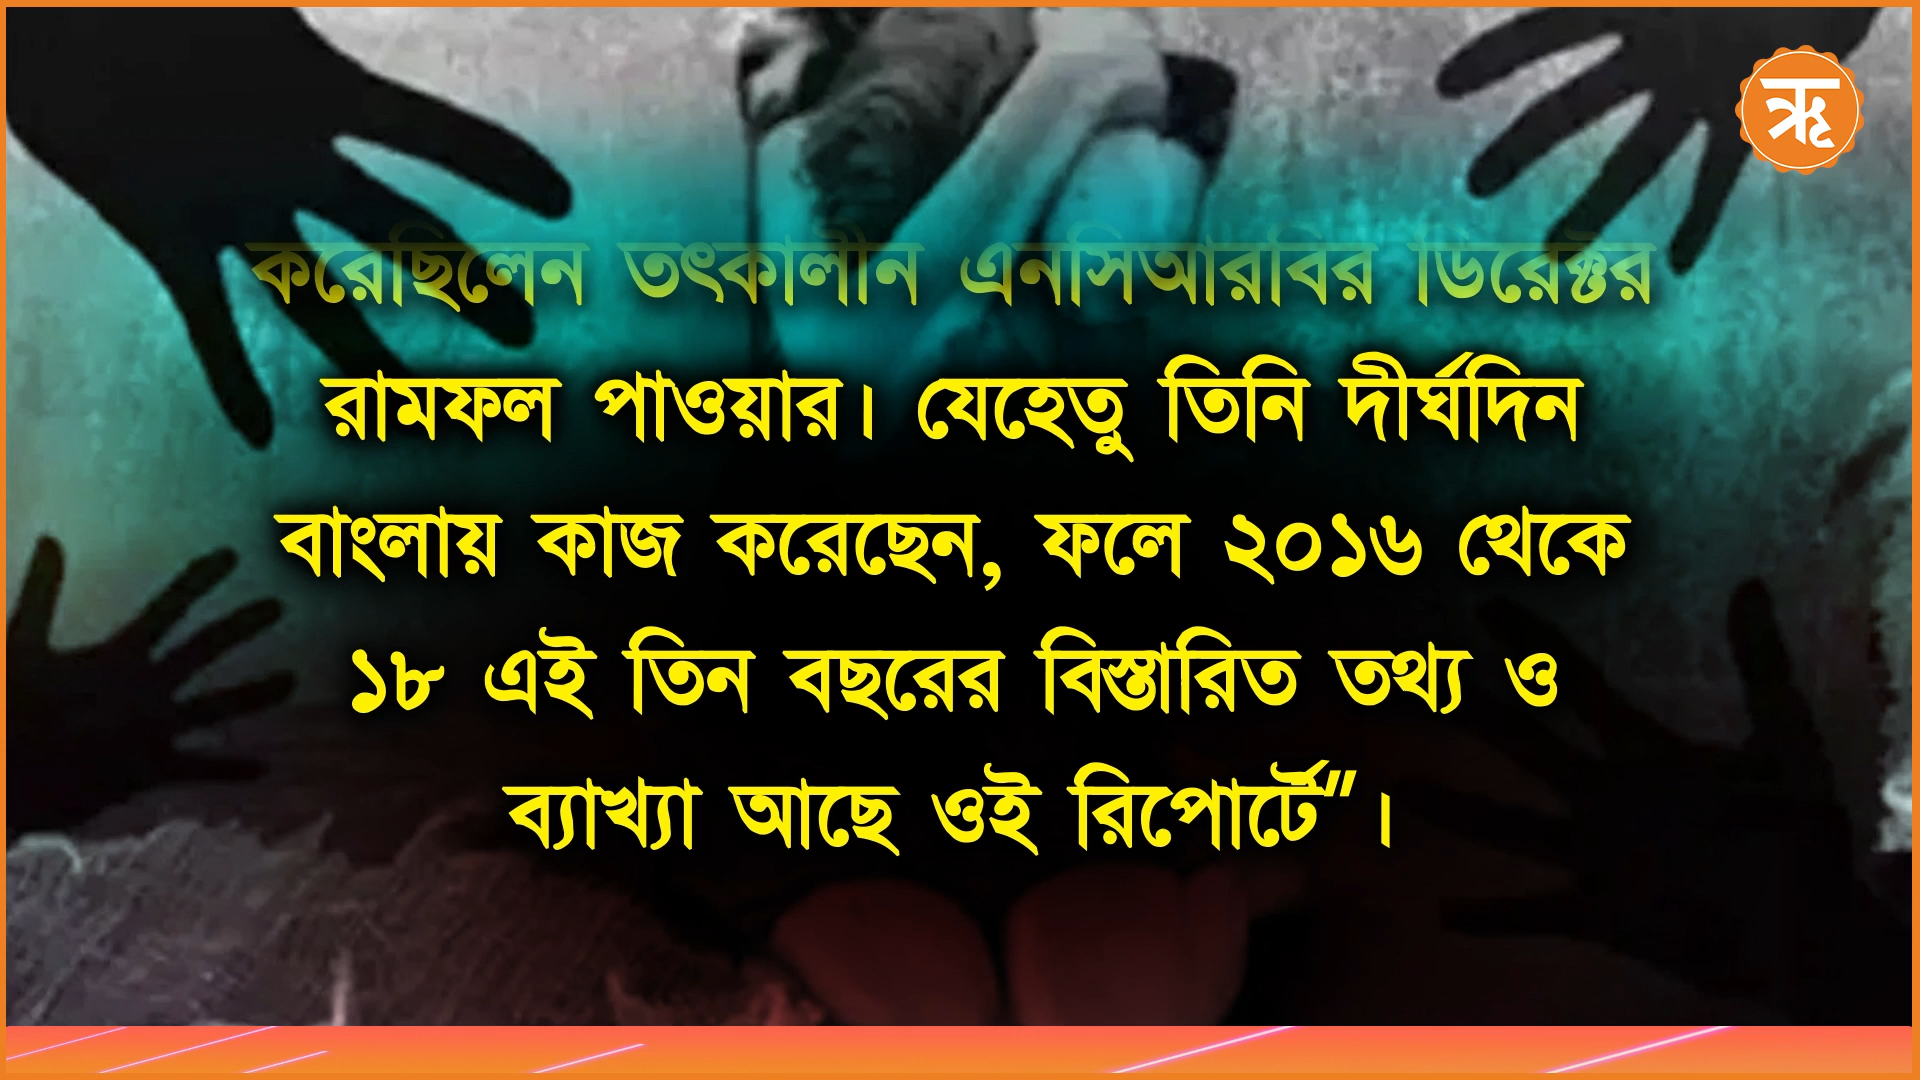 ঋ
করেছিলেন তৎকালীন এনসিআরবির ডিরেক্টর
রামফল পাওয়ার। যেহেতু তিনি দীর্ঘদিন
বাংলায় কাজ করেছেন, ফলে ২০১৬ থেকে
১৮ এই তিন বছরের বিস্তারিত তথ্য ও
ব্যাখ্যা আছে ওই রিপোর্টে"।